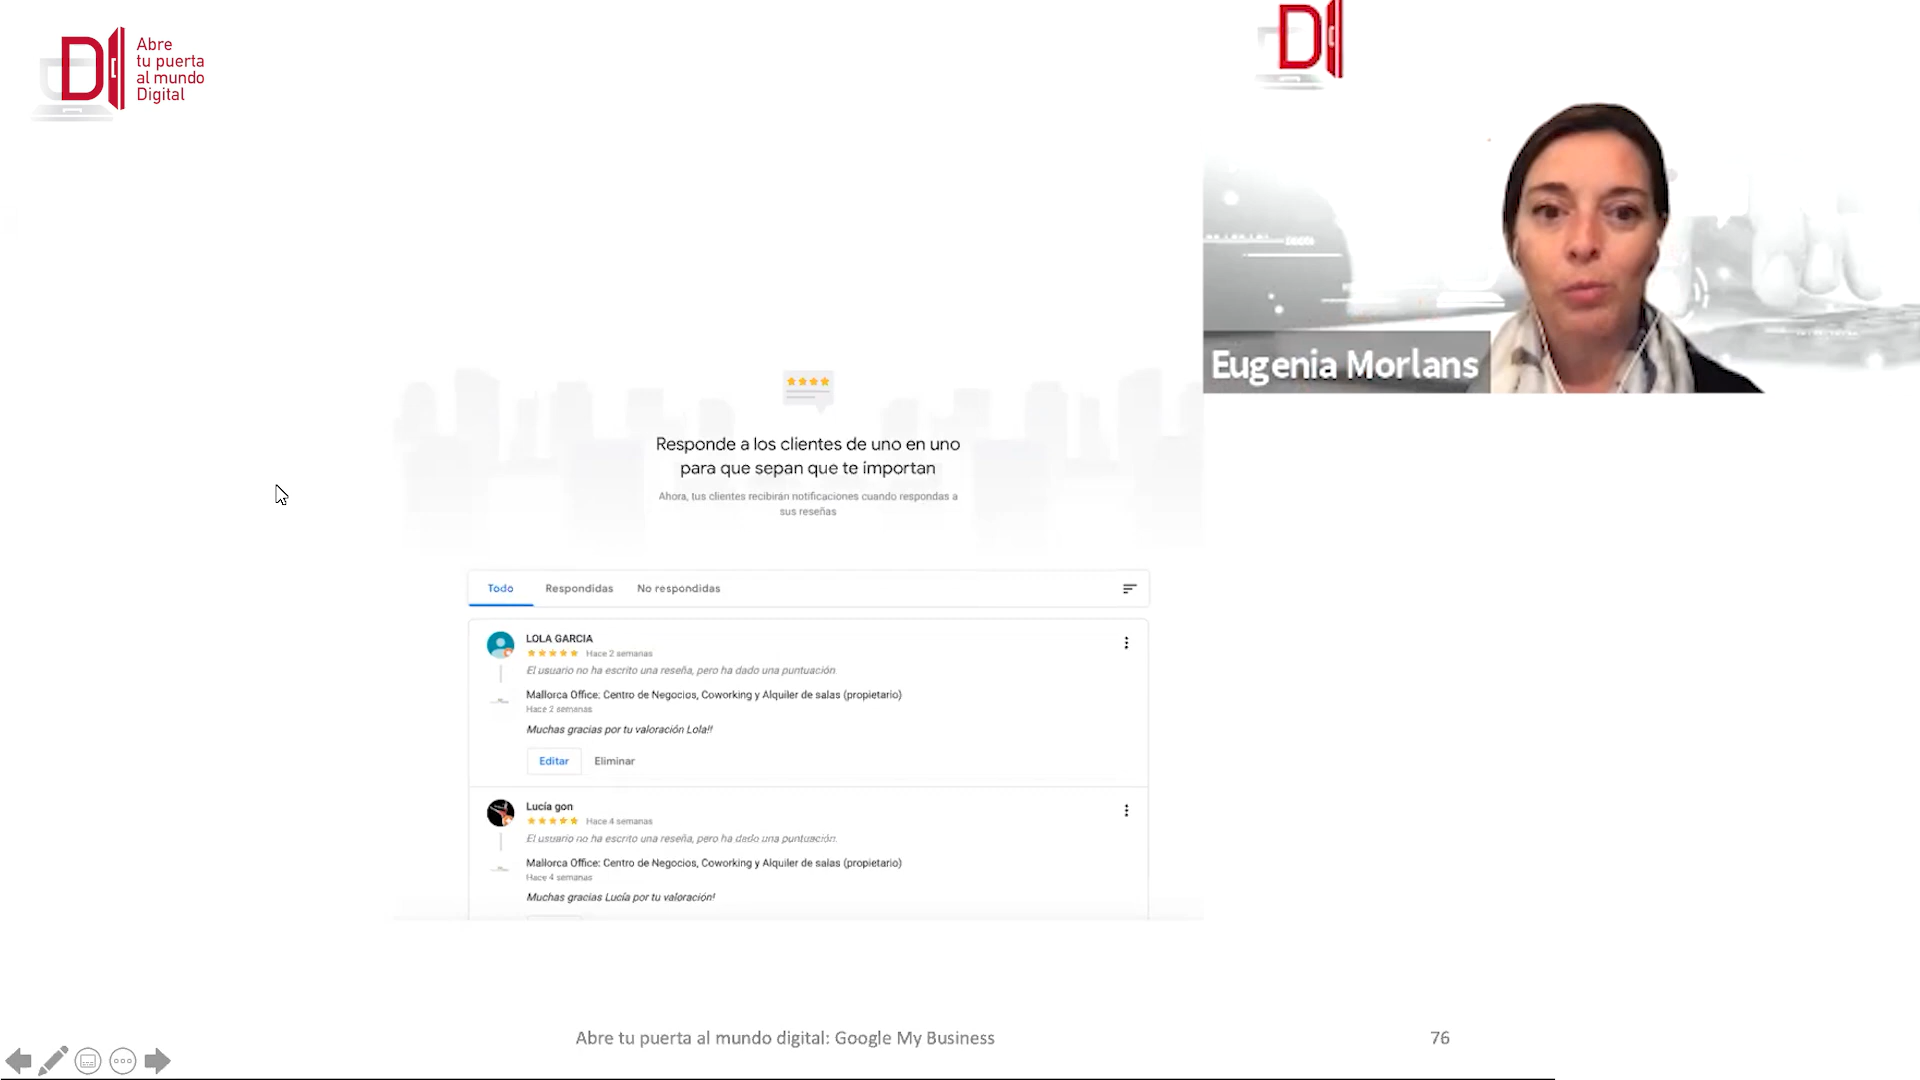 Abre
tu puerta
al mundo
Digital
Eugenia Morlans
Responde a los clientes de uno en uno
para que sepan que te importan
Ahora, tus clientes recibirán notificaciones cuando respondas a
sus reseñas
Todo
Respondidas
No respondidas
LOLA GARCIA
Hace 2 semanas
El usuario no ha escrito una reseña, pero ha dado una puntuación
Mallorca Office: Centro de Negocios, Coworking y Alquiler de salas (propietario)
Hace 2 semanas
Muchas gracias por tu valoración Lola!!
Editar
Eliminar
Lucía gon
Hace 4 semanas
El usuario no ha escrito una reseña, pero ha dado una puntuación.
Mallorca Office: Centro de Negocios, Coworking y Alquiler de salas (propietario)
Hace 4 semanas
Muchas gracias Lucía por tu valoración!
Abre tu puerta al mundo digital: Google My Business
76